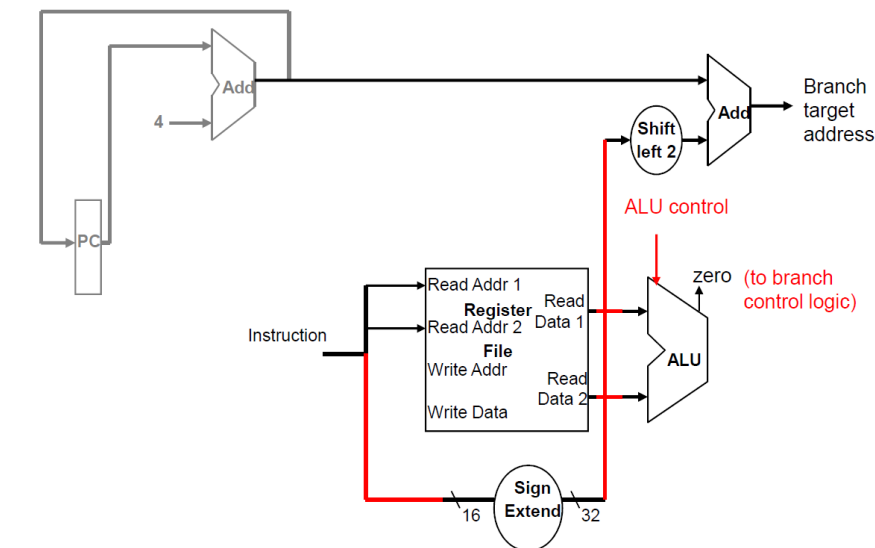 Add
4
PC
Add
Branch
target
address
Shift
left 2
ALU control
zero
(to branch
control logic)
Instruction
Read Addr 1
Register
Read
Data 1
Read Addr 2
File
Write Addr
Read
Data 2
Write Data
ALU
Sign
Extend
16
32